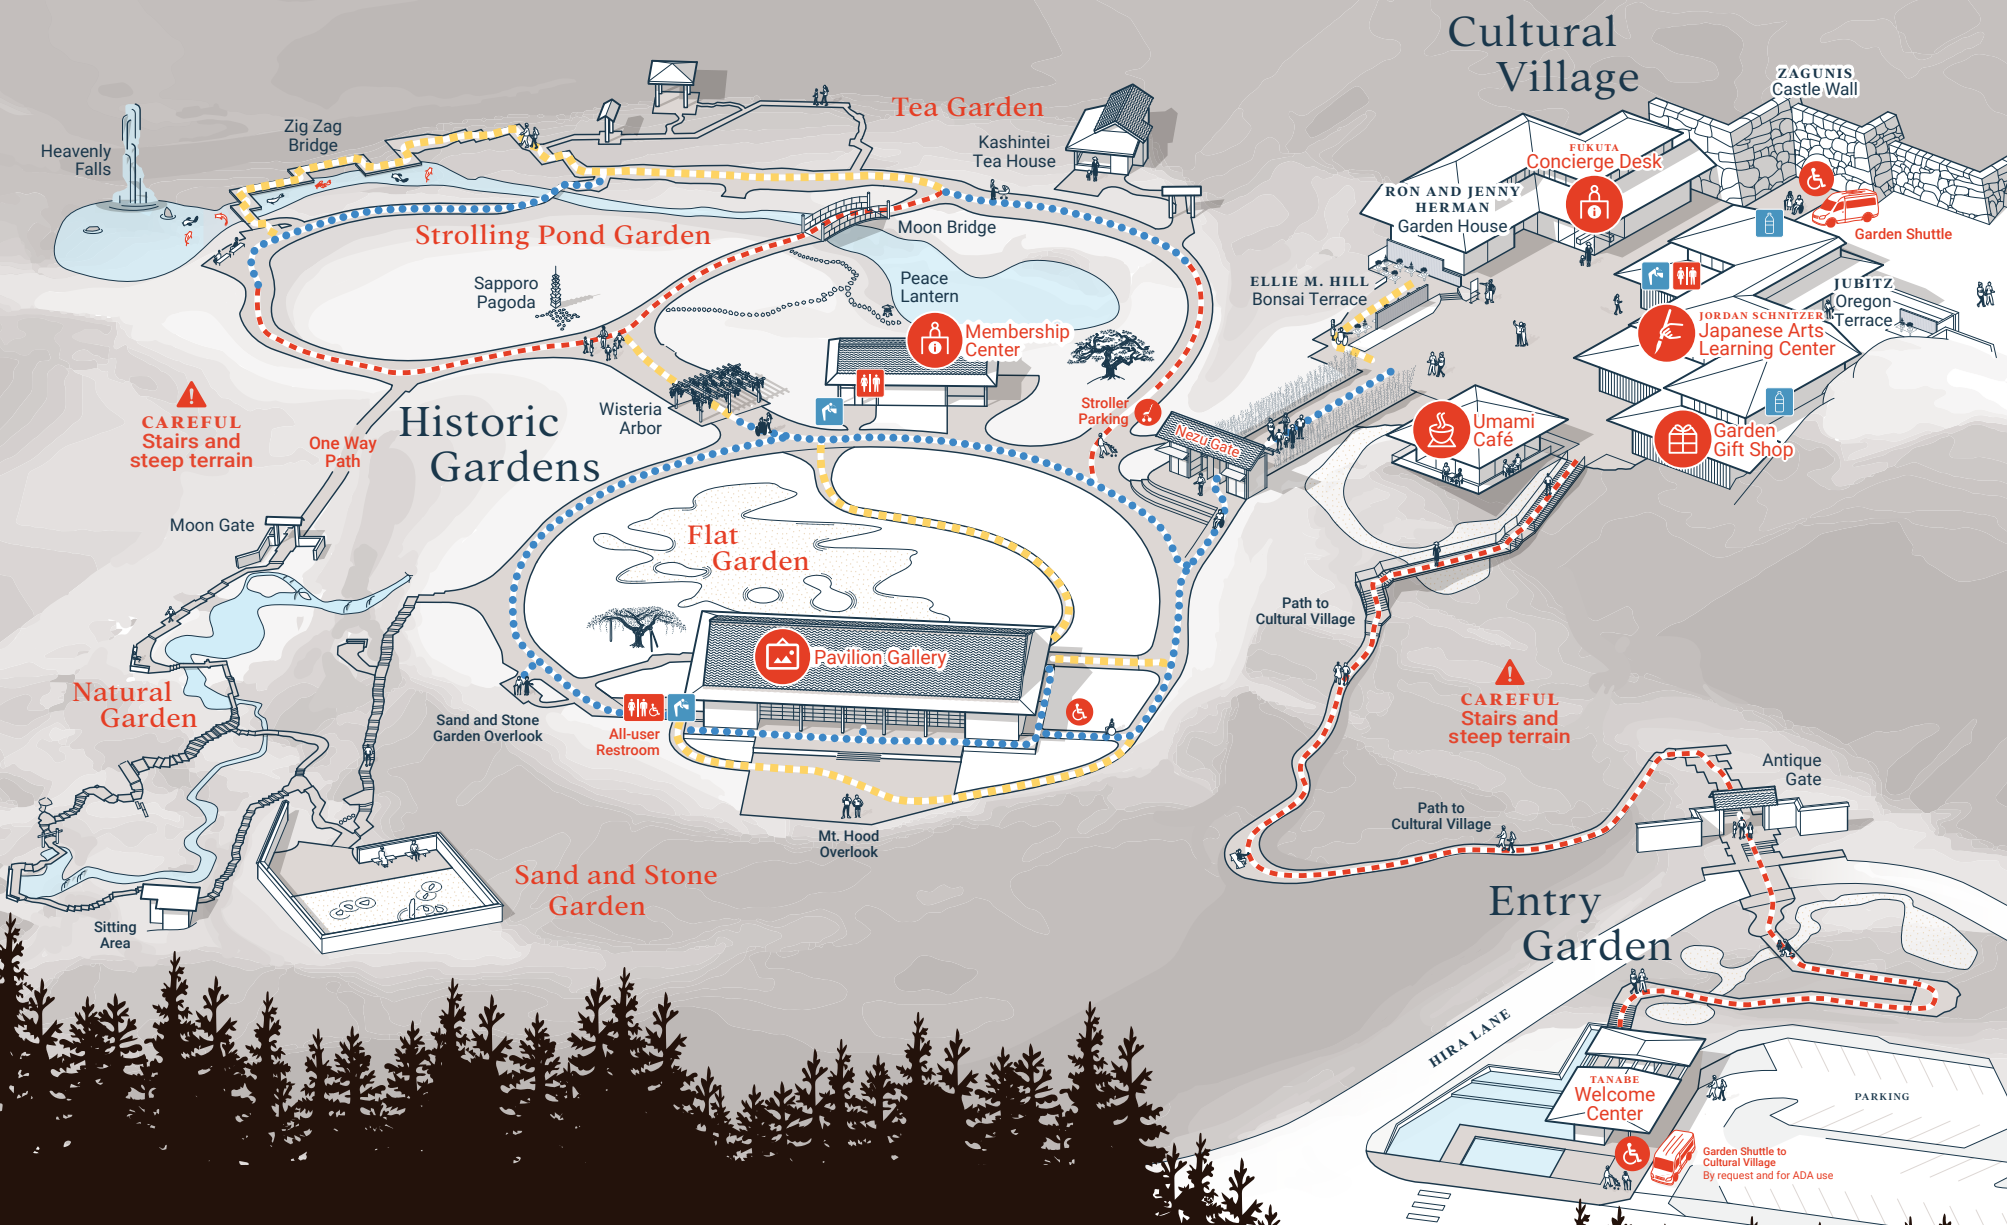 Cultural
Village
ZAGUNIS
Castle Wall
Tea Garden
Kashintei
Tea House
Zig Zag
Bridge
Heavenly
Falls
FUKUTA
Concierge Desk
RON AND JENNY
HERMAN
Garden House
Garden Shuttle
Strolling Pond Garden
Moon Bridge
Sapporo
Pagoda
Peace
Lantern
ELLIE M. HILL
Bonsai Terrace
JUBITZ
Oregon
Terrace
JORDAN SCHNITZER
Japanese Arts
Learning Center
Membership
Center
CAREFUL
Stairs and
steep terrain
One Way
Path
Historic
Gardens
Wisteria
Arbor
Stroller
Parking
Nezu Gate
Umami
Café
Garden
Gift Shop
Moon Gate
Flat
Garden
Path to
Cultural Village
Pavilion Gallery
Natural
Garden
Sand and Stone
Garden Overlook
All-user
Restroom
CAREFUL
Stairs and
steep terrain
Antique
Gate
Path to
Cultural Village
Mt. Hood
Overlook
Sand and Stone
Garden
Sitting
Area
Entry
Garden
HIRA LANE
TANABE
Welcome
Center
PARKING
Garden Shuttle to
Cultural Village
By request and for ADA use